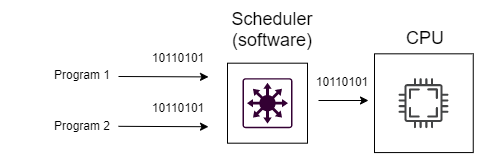 Scheduler
(software)
CPU
10110101
Program 1
10110101
10110101
Program 2